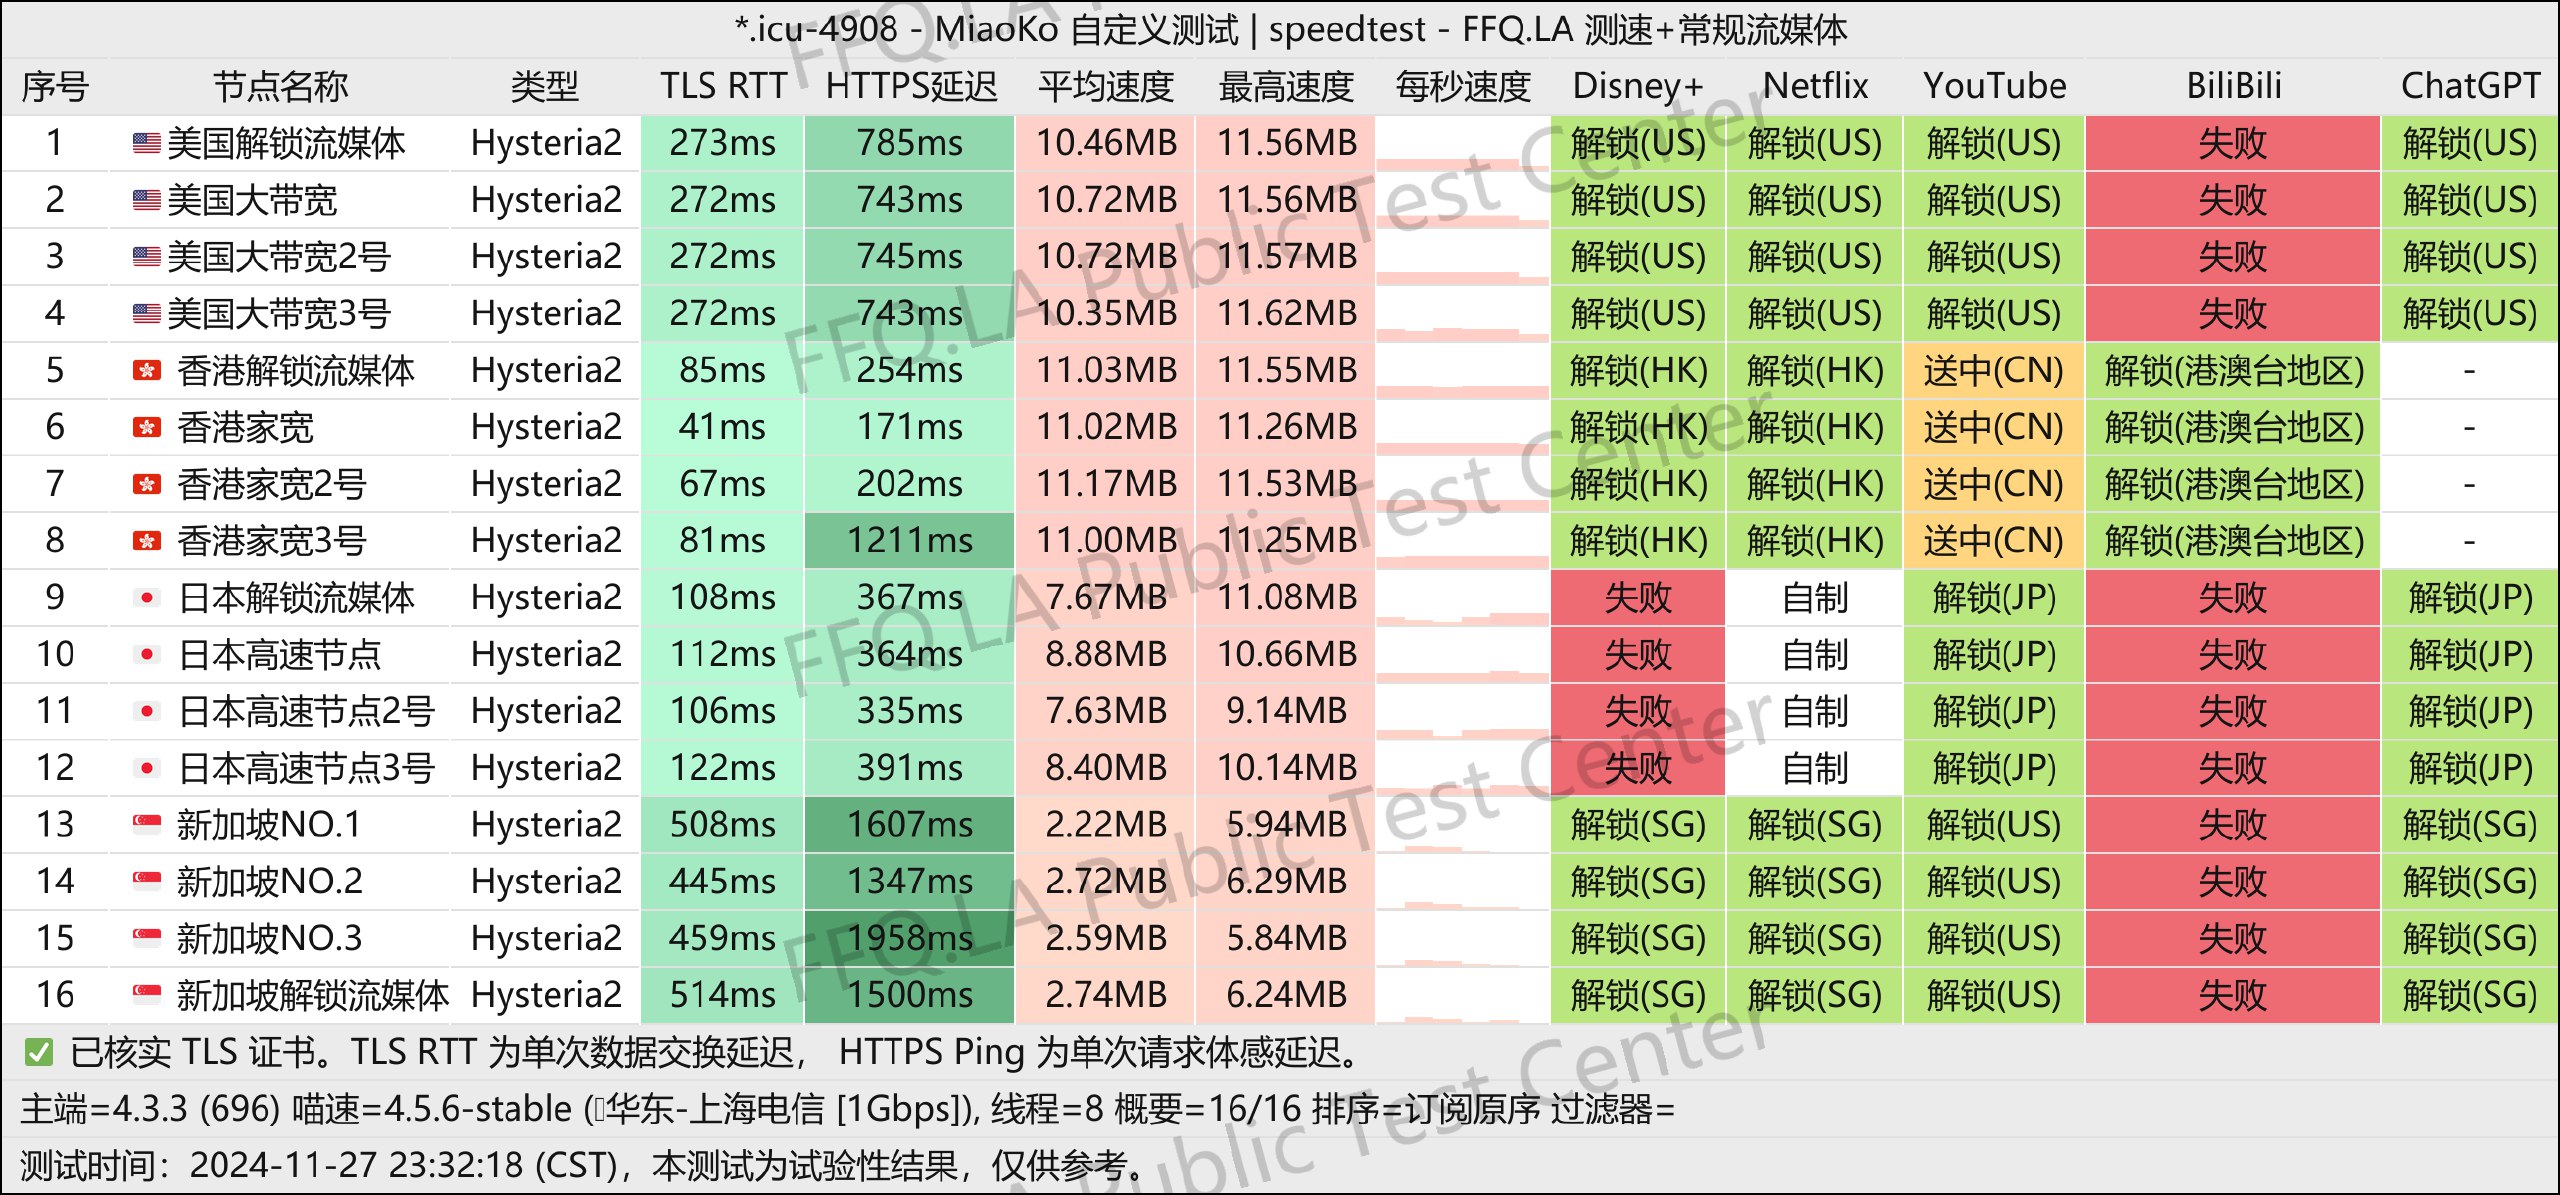 *.icu-4908 - MiaoKo 自定义测试 | speedtest - FFQ.LA 测速+常规流媒体
序号 节点名称 类型 TLS RTT HTTPS延迟 平均速度 最高速度 每秒速度 Disney+ Netflix YouTube BiliBili ChatGPT
1 美国解锁流媒体 Hysteria2 273ms 785ms 10.46MB 11.56MB 解锁(US) 解锁(US) 解锁(US) 失败 解锁(US)
2 美国大带宽 Hysteria2 272ms 743ms 10.72MB 11.56MB 解锁(US) 解锁(US) 解锁(US) 失败 解锁(US)
3 美国大带宽2号 Hysteria2 272ms 745ms 10.72MB 11.57MB 解锁(US) 解锁(US) 解锁(US) 失败 解锁(US)
4 美国大带宽3号 Hysteria2 272ms 743ms 10.35MB 11.62MB 解锁(US) 解锁(US) 解锁(US) 失败 解锁(US)
5 香港解锁流媒体 Hysteria2 85ms 254ms 11.03MB 11.55MB 解锁(HK) 解锁(HK) 送中(CN) 解锁(港澳台地区) -
6 香港家宽 Hysteria2 41ms 171ms 11.02MB 11.26MB 解锁(HK) 解锁(HK) 送中(CN) 解锁(港澳台地区) -
7 香港家宽2号 Hysteria2 67ms 202ms 11.17MB 11.53MB 解锁(HK) 解锁(HK) 送中(CN) 解锁(港澳台地区) -
8 香港家宽3号 Hysteria2 81ms 1211ms 11.00MB 11.25MB 解锁(HK) 解锁(HK) 送中(CN) 解锁(港澳台地区) -
9 日本解锁流媒体 Hysteria2 108ms 367ms 7.67MB 11.08MB 失败 自制 解锁(JP) 失败 解锁(JP)
10 日本高速节点 Hysteria2 112ms 364ms 8.88MB 10.66MB 失败 自制 解锁(JP) 失败 解锁(JP)
11 日本高速节点2号 Hysteria2 106ms 335ms 7.63MB 9.14MB 失败 自制 解锁(JP) 失败 解锁(JP)
12 日本高速节点3号 Hysteria2 122ms 391ms 8.40MB 10.14MB 失败 自制 解锁(JP) 失败 解锁(JP)
13 新加坡NO.1 Hysteria2 508ms 1607ms 2.22MB 5.94MB 解锁(SG) 解锁(SG) 解锁(US) 失败 解锁(SG)
14 新加坡NO.2 Hysteria2 445ms 1347ms 2.72MB 6.29MB 解锁(SG) 解锁(SG) 解锁(US) 失败 解锁(SG)
15 新加坡NO.3 Hysteria2 459ms 1958ms 2.59MB 5.84MB 解锁(SG) 解锁(SG) 解锁(US) 失败 解锁(SG)
16 新加坡解锁流媒体 Hysteria2 514ms 1500ms 2.74MB 6.24MB 解锁(SG) 解锁(SG) 解锁(US) 失败 解锁(SG)
✅ 已核实 TLS 证书。TLS RTT 为单次数据交换延迟， HTTPS Ping 为单次请求体感延迟。
主端=4.3.3 (696) 喵速=4.5.6-stable (华东-上海电信 [1Gbps]), 线程=8 概要=16/16 排序=订阅原序 过滤器=
测试时间：2024-11-27 23:32:18 (CST)，本测试为试验性结果，仅供参考。
FFQ.LA Public Test Center
FFQ.LA Public Test Center
FFQ.LA Public Test Center
FFQ.LA Public Test Center